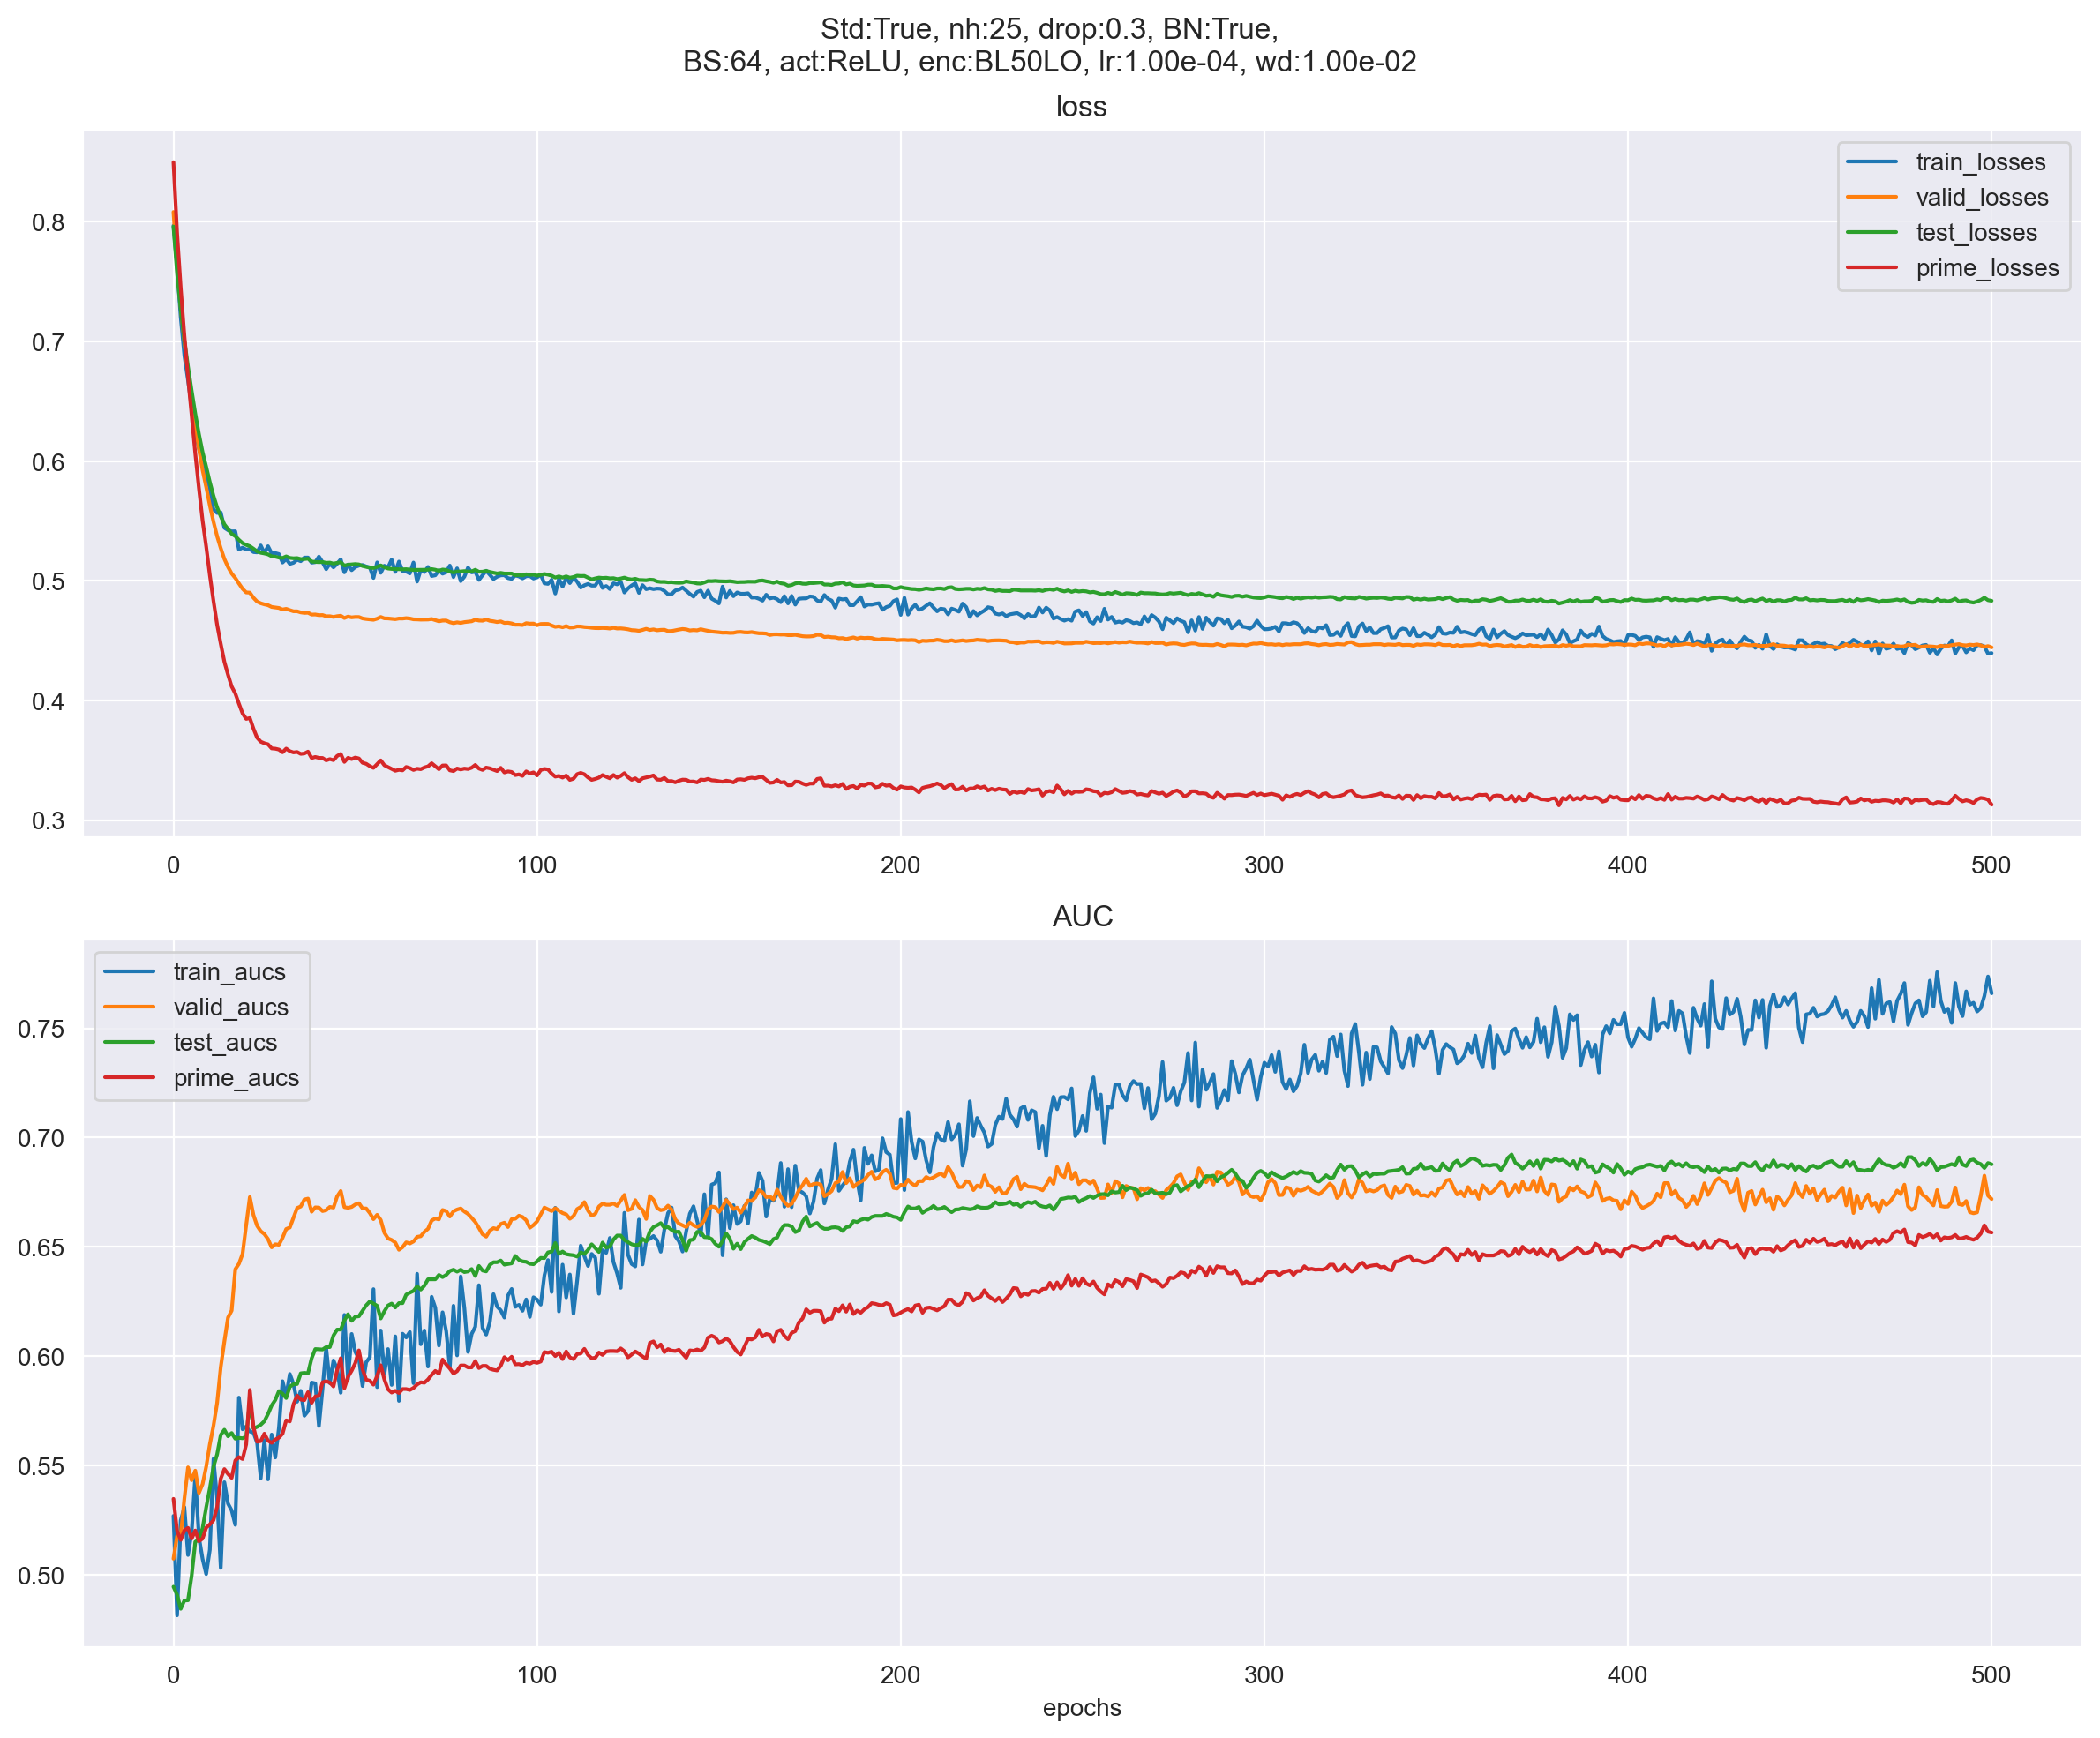 Std:True, nh:25, drop:0.3, BN:True,
BS:64, act:ReLU, enc:BL50LO, lr:1.00e-04, wd:1.00e-02
loss
train_losses
valid_losses
test_losses
prime_losses
0.8
0.7
0.6
0.5
0.4
0.3
0 100 200 300 400 500
AUC
train_aucs
valid_aucs
test_aucs
prime_aucs
0.75
0.70
0.65
0.60
0.55
0.50
0 100 200 300 400 500
epochs